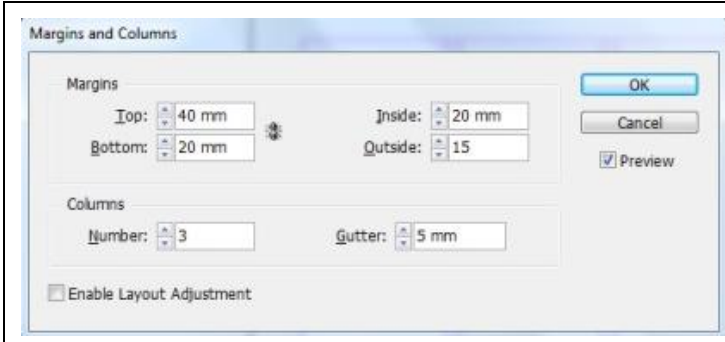 Margins and Columns
Margins
Top: 40 mm
Inside: 20 mm
Bottom: 20 mm
Outside: 15
Columns
Number: 3
Gutter: 5 mm
Enable Layout Adjustment
OK
Cancel
Preview